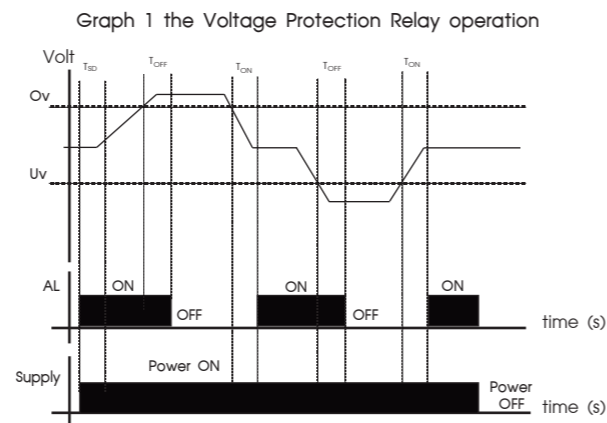 Graph 1 the Voltage Protection Relay operation
Volt
TSD
TOFF
TON
TOFF
TON
Ov
Uv
AL
ON
OFF
ON
OFF
ON
time (s)
Supply
Power ON
Power
OFF
time (s)